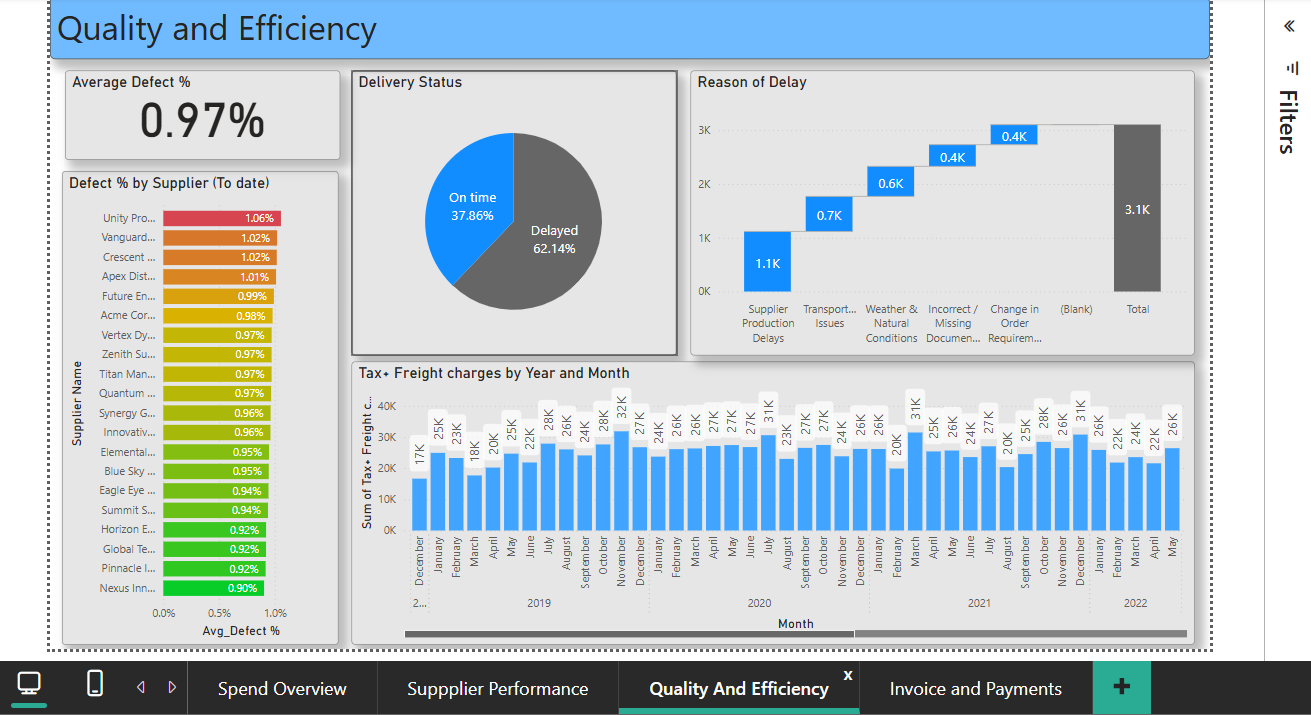 Quality and Efficiency
Average Defect %
0.97%
Defect % by Supplier (To date)
Supplier Name
Unity Pro... 1.06%
Vanguard... 1.02%
Crescent ... 1.02%
Apex Dist... 1.01%
Future En... 0.99%
Acme Cor... 0.98%
Vertex Dy... 0.97%
Zenith Su... 0.97%
Titan Man... 0.97%
Quantum ... 0.97%
Synergy G... 0.96%
Innovativ... 0.96%
Elemental... 0.95%
Blue Sky ... 0.95%
Eagle Eye ... 0.94%
Summit S... 0.94%
Horizon E... 0.92%
Global Te... 0.92%
Pinnacle I... 0.92%
Nexus Inn... 0.90%
0.0% 0.5% 1.0%
Avg_Defect %
Delivery Status
On time
37.86%
Delayed
62.14%
Reason of Delay
3K
2K
1K
0K
1.1K
0.7K
0.6K
0.4K
0.4K
3.1K
Supplier
Production
Delays
Transport...
Issues
Weather &
Natural
Conditions
Incorrect /
Missing
Documen...
Change in
Order
Requirem...
(Blank)
Total
Tax+ Freight charges by Year and Month
Sum of Tax+ Freight c...
40K
30K
20K
10K
0K
17K 25K 23K 18K 20K 25K 22K 28K 26K 24K 28K 32K 27K 24K 26K 26K 27K 27K 27K 31K 23K 27K 27K 24K 26K 26K 20K 31K 25K 26K 24K 27K 20K 25K 28K 26K 31K 26K 22K 24K 22K 26K
December January February March April May June July August September October November December January February March April May June July August September October November December January February March April May June July August September October November December January February March April May
2... 2019 2020 2021 2022
Month
Filters
Spend Overview
Suppplier Performance
Quality And Efficiency
x
Invoice and Payments
+